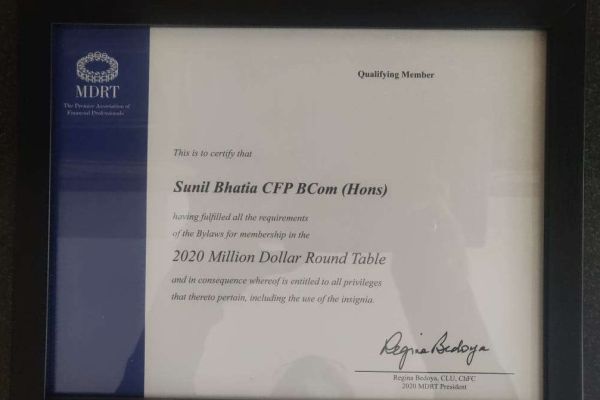 MDRT
The Premier Association of
Financial Professionals
Qualifying Member
This is to certify that
Sunil Bhatia CFP BCom (Hons)
having fulfilled all the requirements
of the Bylaws for membership in the
2020 Million Dollar Round Table
and in consequence whereof is entitled to all privileges
that thereto pertain, including the use of the insignia.
Regina Bedoya
Regina Bedoya, CLU, ChFC
2020 MDRT President